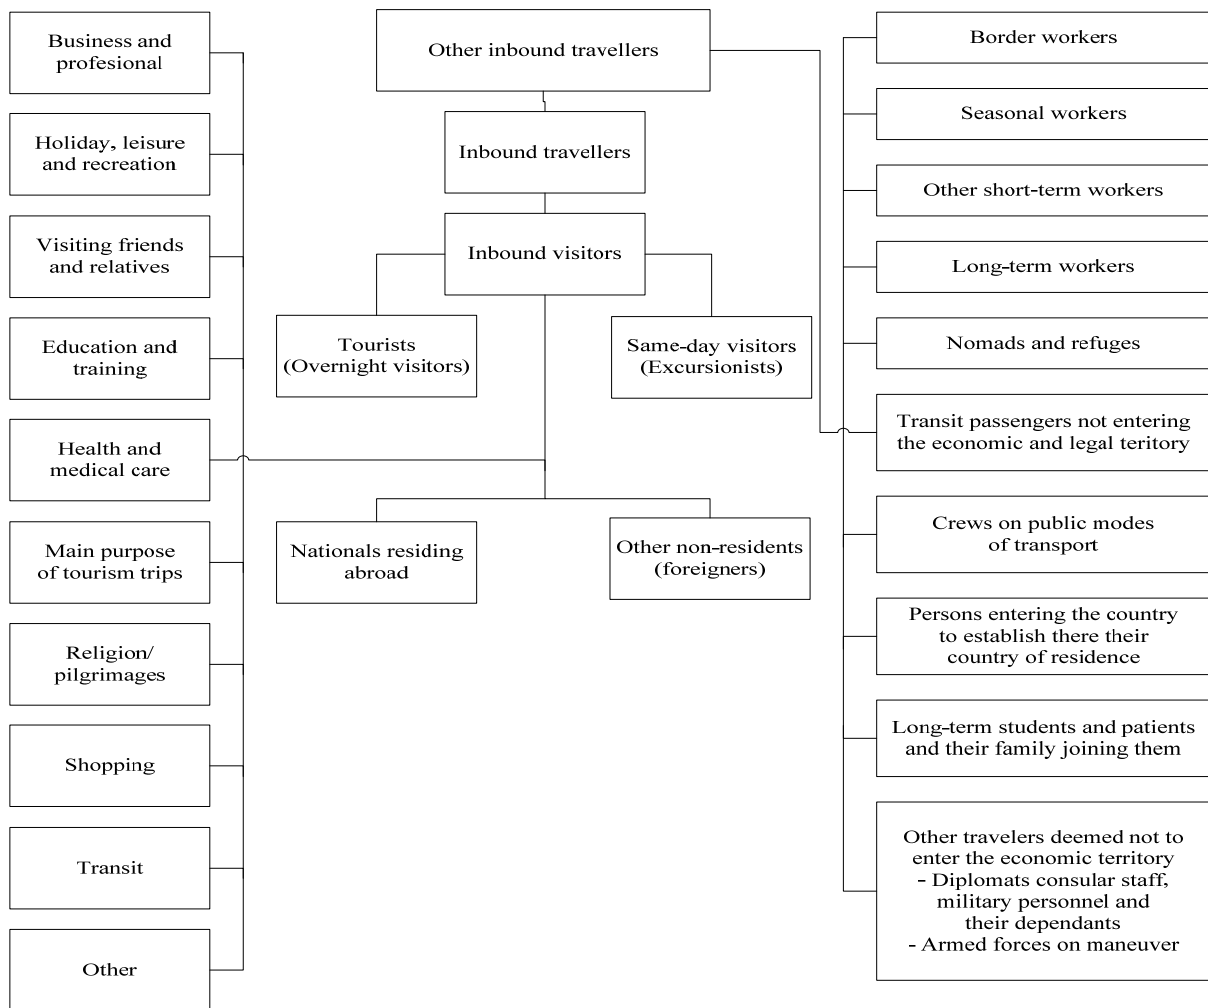 Business and
profesional
Holiday, leisure
and recreation
Visiting friends
and relatives
Education and
training
Health and
medical care
Main purpose
of tourism trips
Religion/
pilgrimages
Shopping
Transit
Other
Other inbound travellers
Inbound travellers
Inbound visitors
Tourists
(Overnight visitors)
Same-day visitors
(Excursionists)
Nationals residing
abroad
Other non-residents
(foreigners)
Border workers
Seasonal workers
Other short-term workers
Long-term workers
Nomads and refuges
Transit passengers not entering
the economic and legal teritory
Crews on public modes
of transport
Persons entering the country
to establish there their
country of residence
Long-term students and patients
and their family joining them
Other travelers deemed not to
enter the economic territory
- Diplomats consular staff,
military personnel and
their dependants
- Armed forces on maneuver